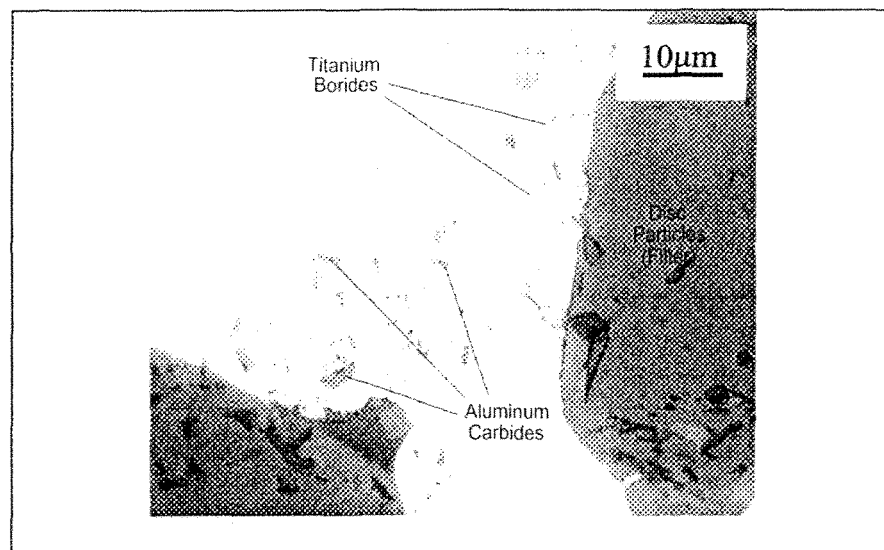 10μm
Titanium
Borides
Disc
Particles
(Filler)
Aluminum
Carbides